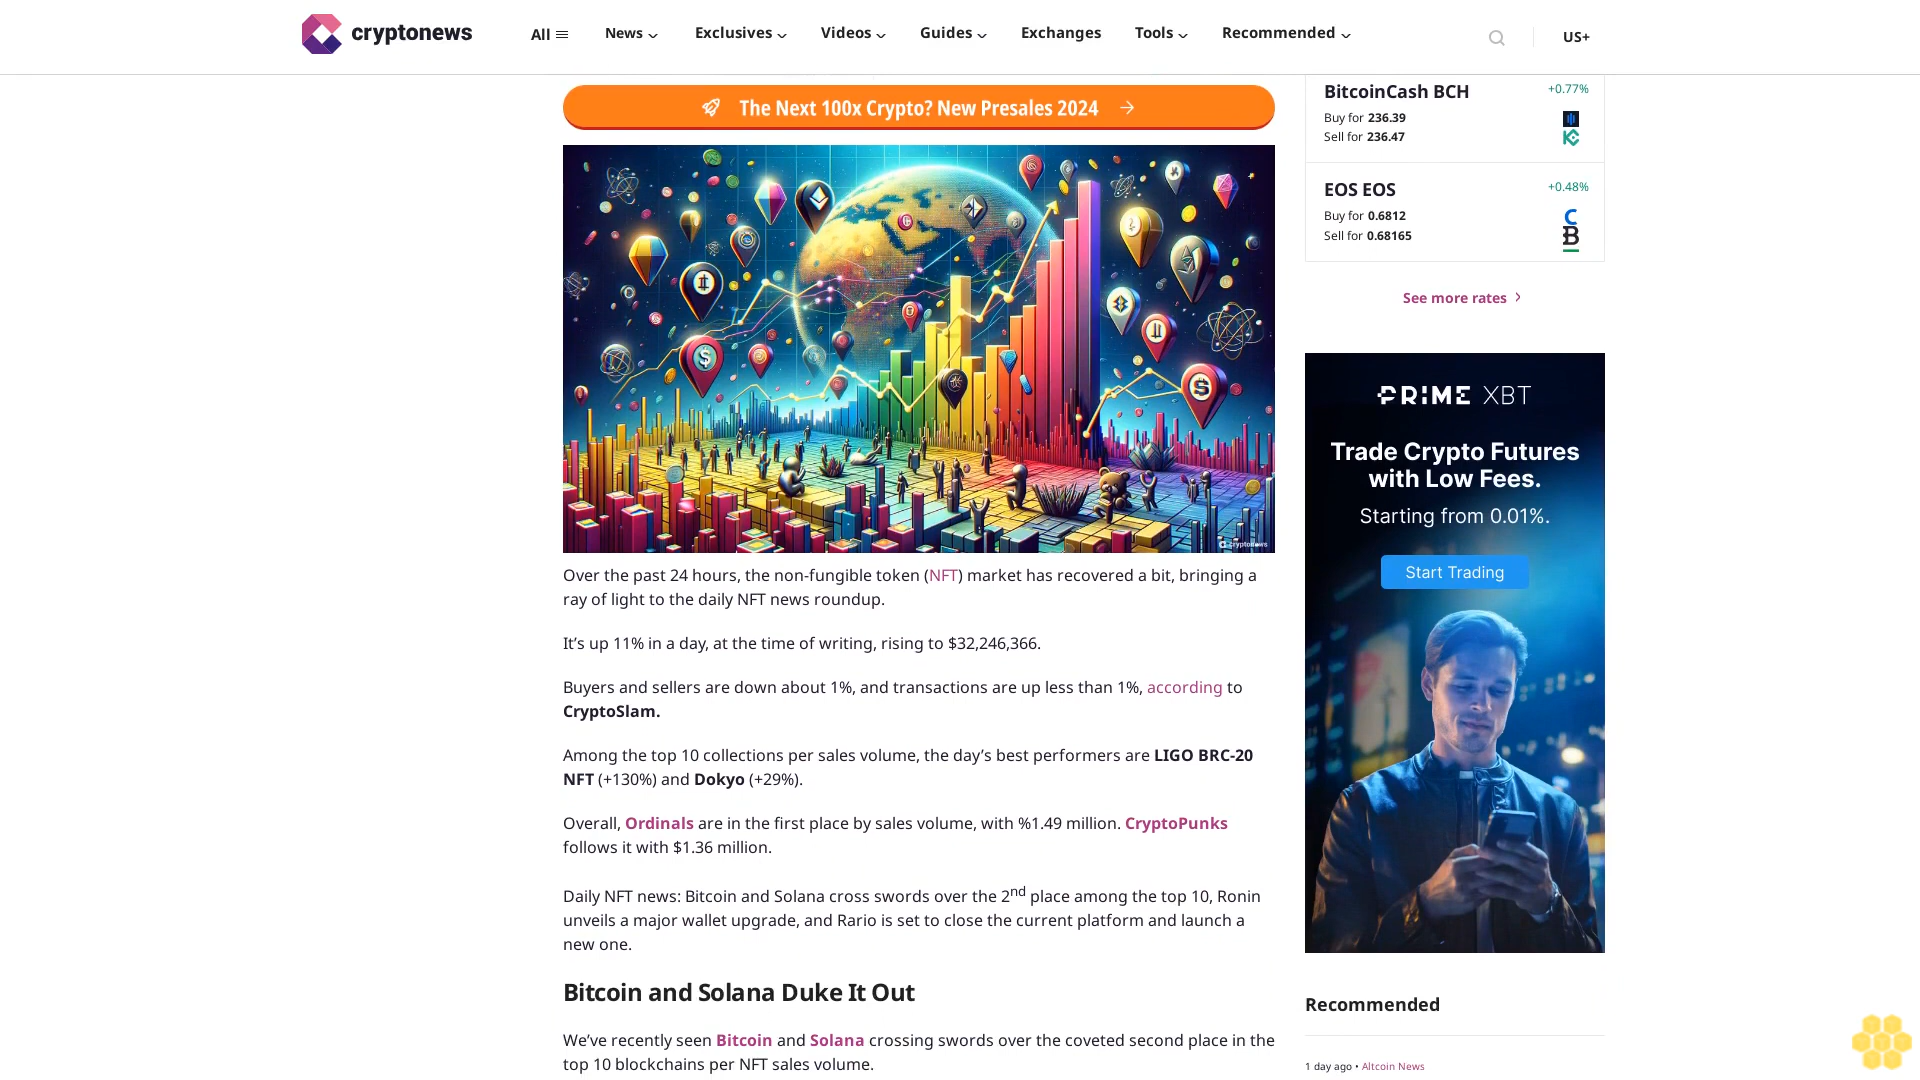 cryptonews
All
News
Exclusives
Videos
Guides
Exchanges
Tools
Recommended
US+
The Next 100x Crypto? New Presales 2024
cryptonews
Over the past 24 hours, the non-fungible token (NFT) market has recovered a bit, bringing a
ray of light to the daily NFT news roundup.
It’s up 11% in a day, at the time of writing, rising to $32,246,366.
Buyers and sellers are down about 1%, and transactions are up less than 1%, according to
CryptoSlam.
Among the top 10 collections per sales volume, the day’s best performers are LIGO BRC-20
NFT (+130%) and Dokyo (+29%).
Overall, Ordinals are in the first place by sales volume, with %1.49 million. CryptoPunks
follows it with $1.36 million.
Daily NFT news: Bitcoin and Solana cross swords over the 2nd place among the top 10, Ronin
unveils a major wallet upgrade, and Rario is set to close the current platform and launch a
new one.
Bitcoin and Solana Duke It Out
We’ve recently seen Bitcoin and Solana crossing swords over the coveted second place in the
top 10 blockchains per NFT sales volume.
BitcoinCash BCH
+0.77%
Buy for 236.39
Sell for 236.47
EOS EOS
+0.48%
Buy for 0.6812
Sell for 0.68165
See more rates
PRIME XBT
Trade Crypto Futures
with Low Fees.
Starting from 0.01%.
Start Trading
Recommended
1 day ago • Altcoin News